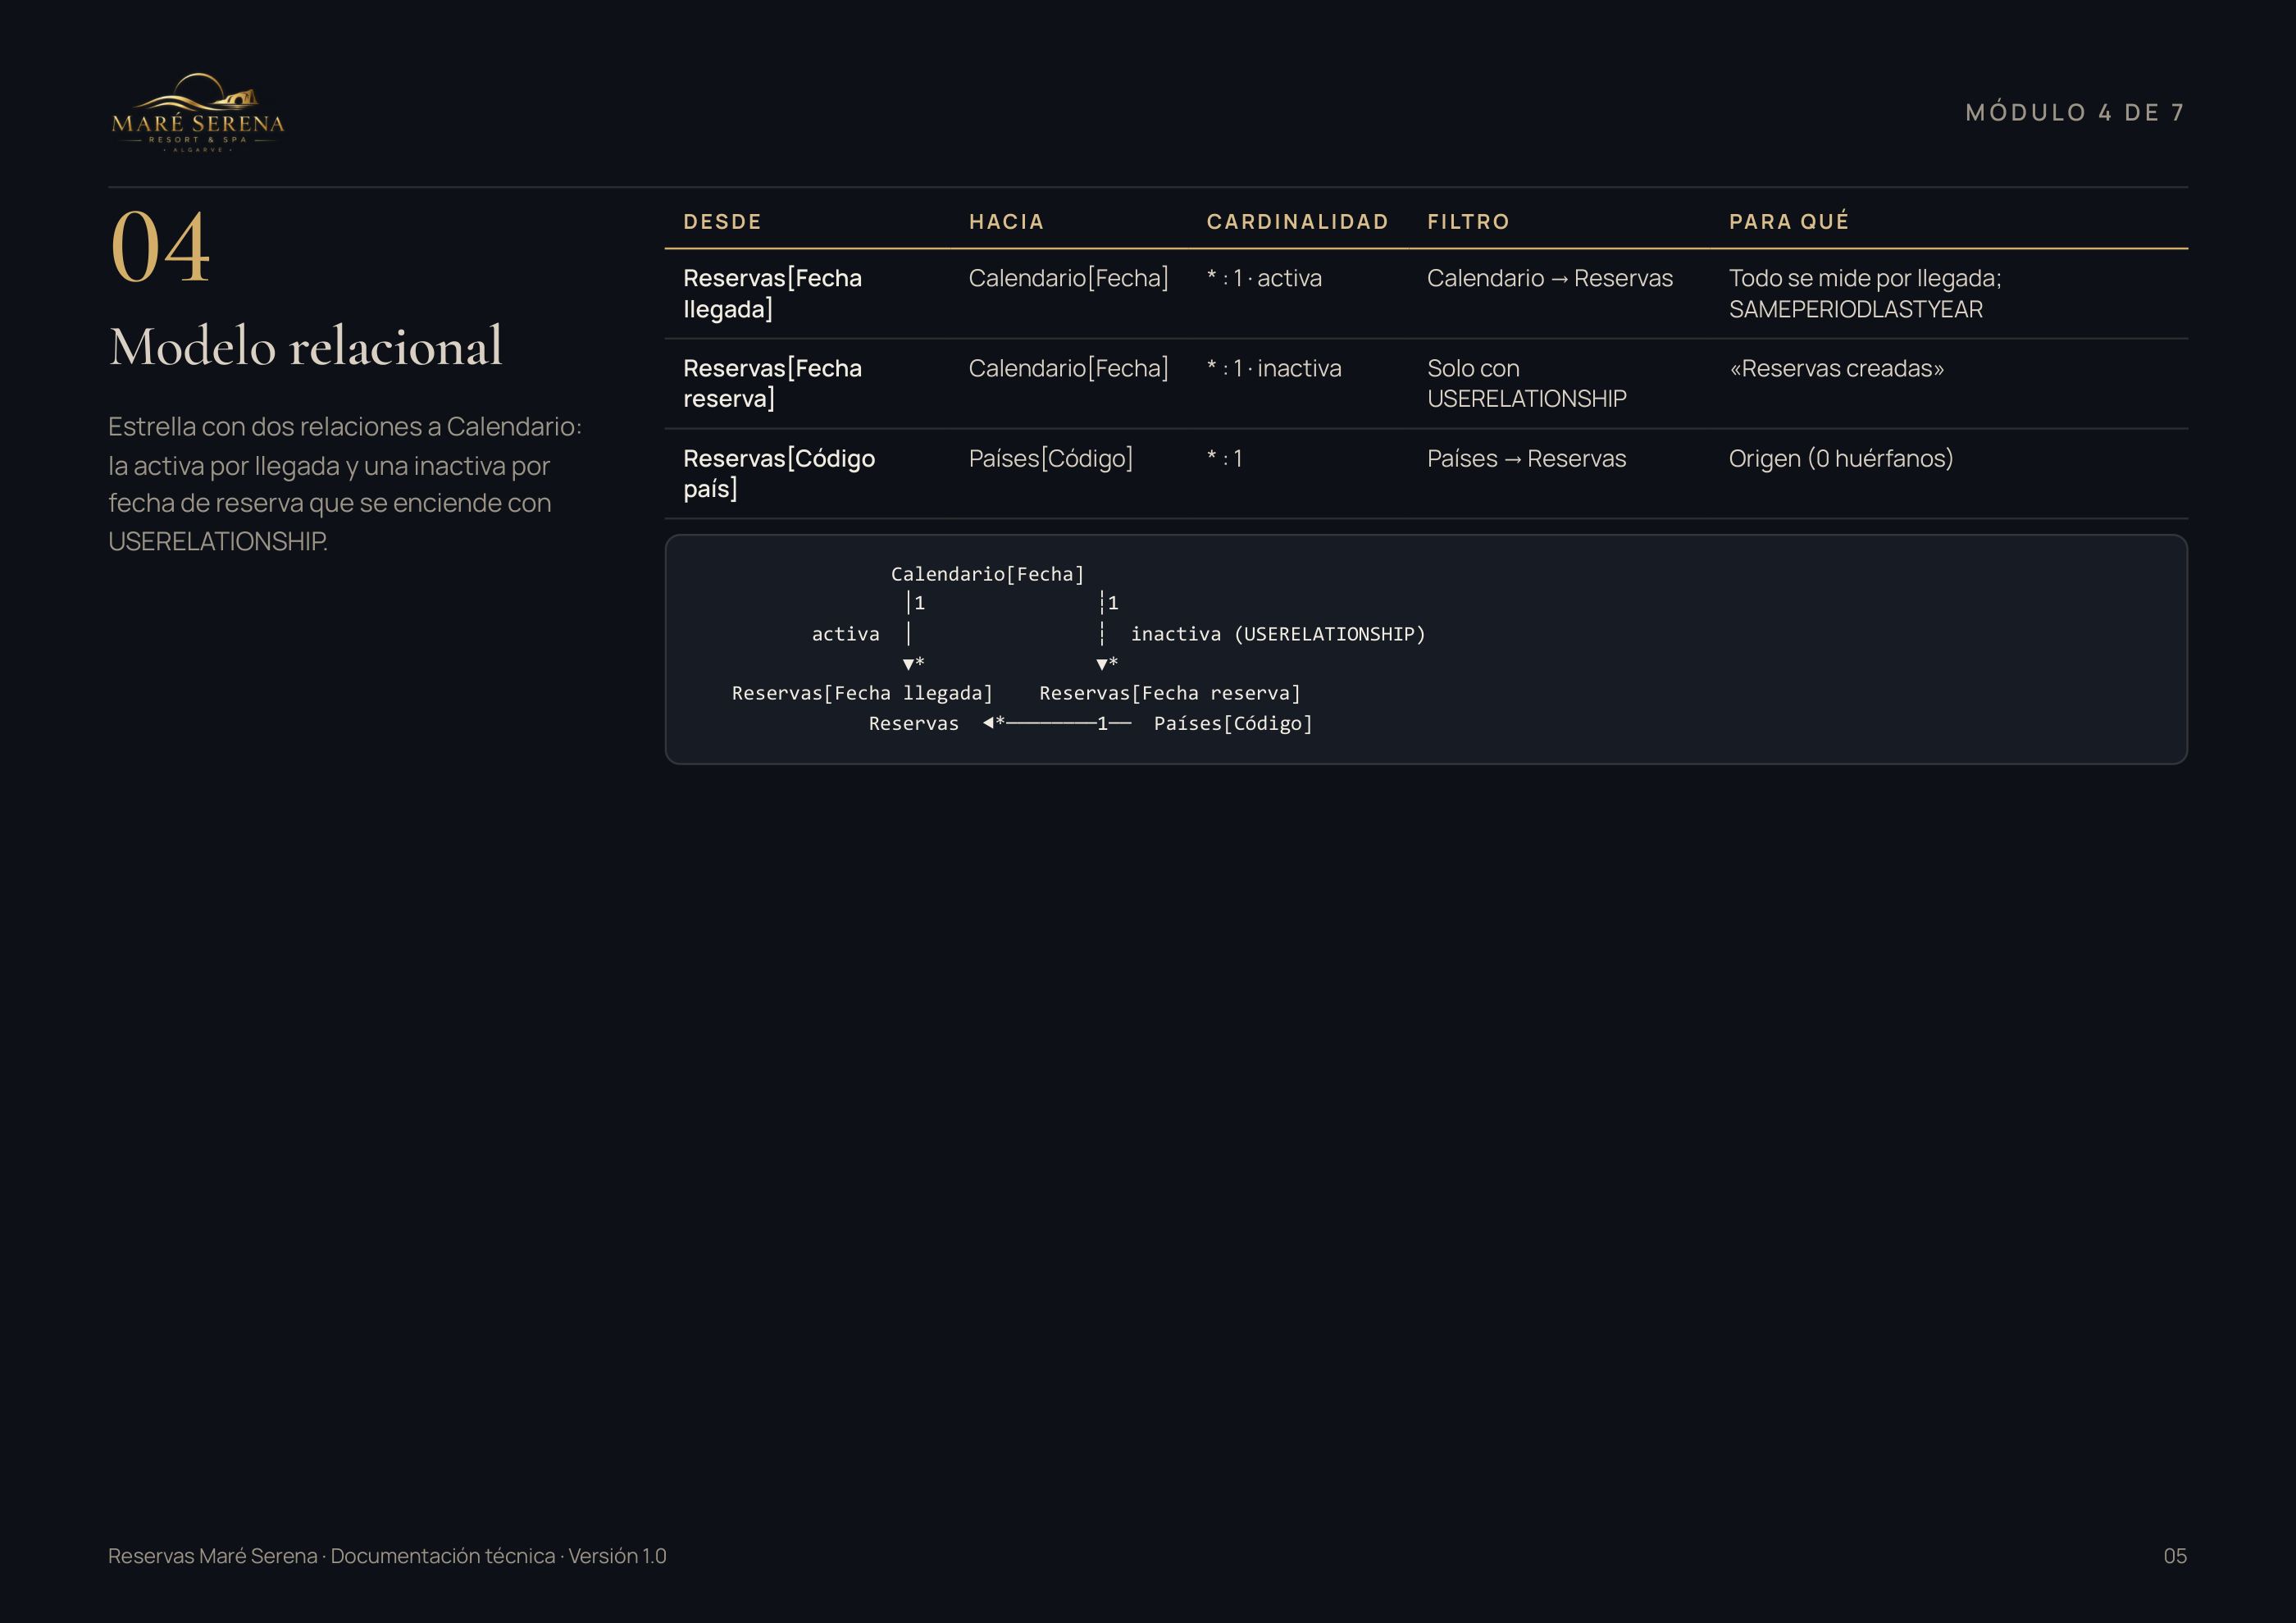 MARÉ SERENA
RESORT & SPA
• ALGARVE •
MÓDULO 4 DE 7
04
Modelo relacional
Estrella con dos relaciones a Calendario:
la activa por llegada y una inactiva por
fecha de reserva que se enciende con
USERELATIONSHIP.
DESDE HACIA CARDINALIDAD FILTRO PARA QUÉ
Reservas[Fecha llegada] Calendario[Fecha] * : 1 · activa Calendario → Reservas Todo se mide por llegada; SAMEPERIODLASTYEAR
Reservas[Fecha reserva] Calendario[Fecha] * : 1 · inactiva Solo con USERELATIONSHIP «Reservas creadas»
Reservas[Código país] Países[Código] * : 1 Países → Reservas Origen (0 huérfanos)
Calendario[Fecha]
│1 ┆1
activa │ ┆ inactiva (USERELATIONSHIP)
▼* ▼*
Reservas[Fecha llegada] Reservas[Fecha reserva]
Reservas ◄*────────1── Países[Código]
Reservas Maré Serena · Documentación técnica · Versión 1.0
05